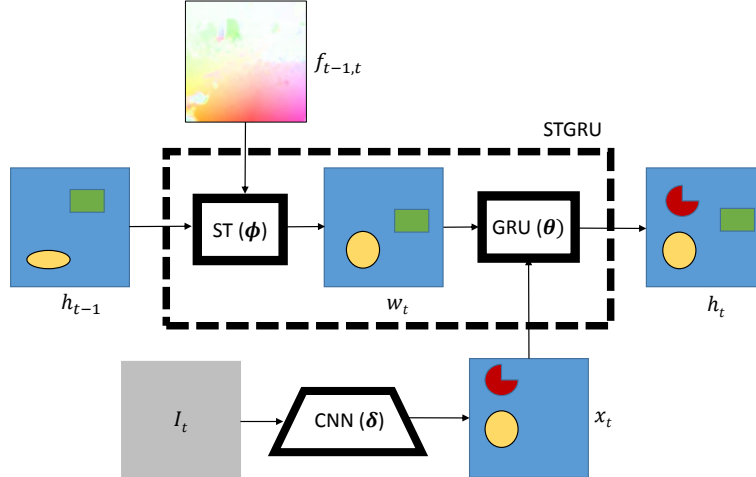 f_{t−1,t}
STGRU
ST (ϕ)
GRU (θ)
h_{t−1}
w_t
h_t
I_t
CNN (δ)
x_t